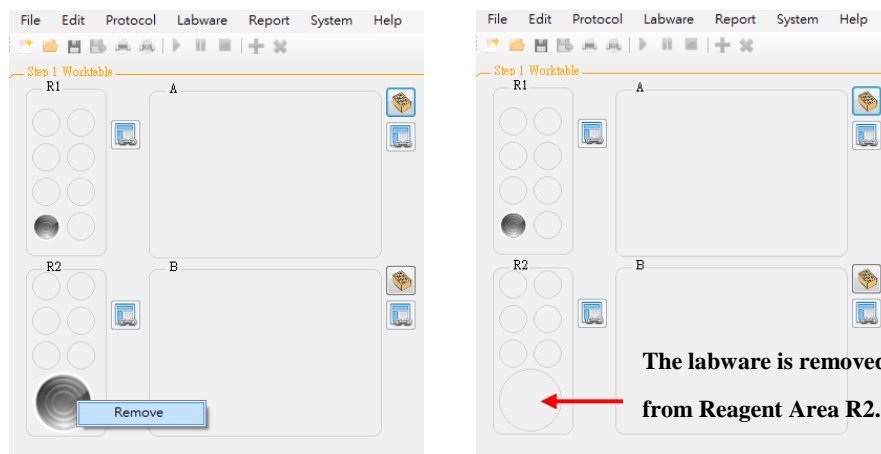 File Edit Protocol Labware Report System Help
Step 1 Worktable
R1
A
R2
B
Remove
File Edit Protocol Labware Report System Help
Step 1 Worktable
R1
A
R2
B
The labware is removed
from Reagent Area R2.